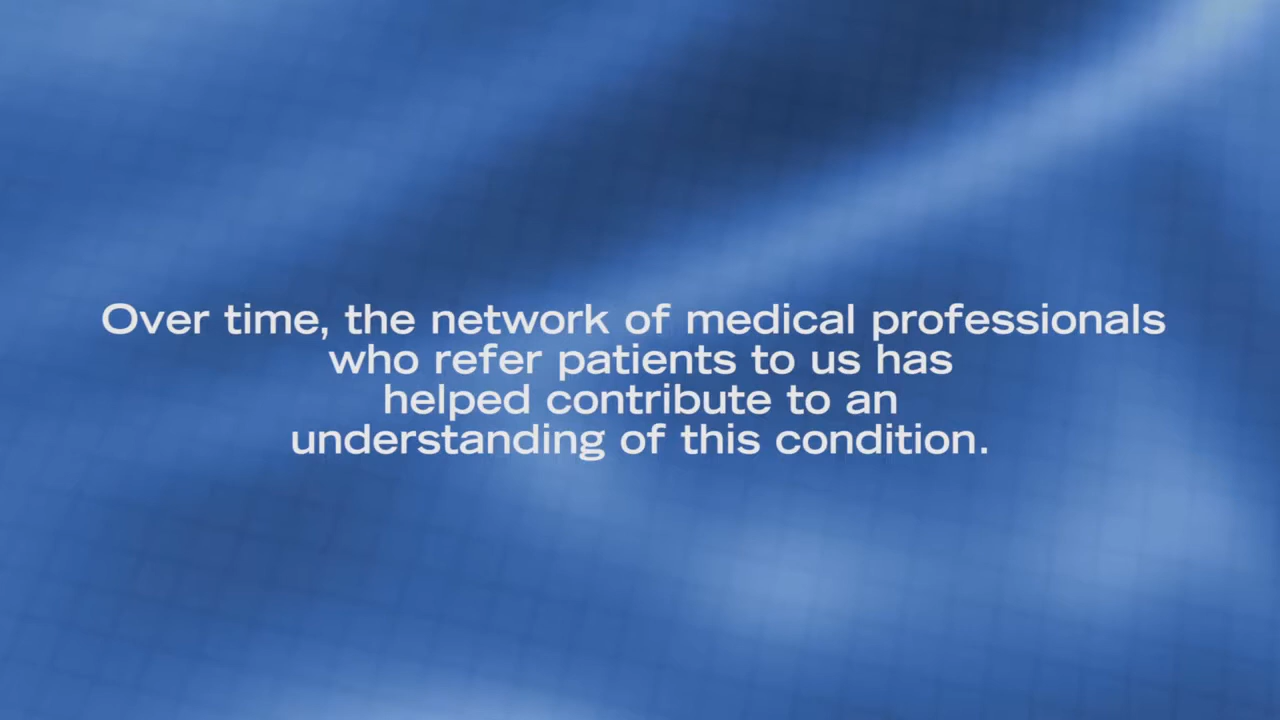 Over time, the network of medical professionals
who refer patients to us has
helped contribute to an
understanding of this condition.